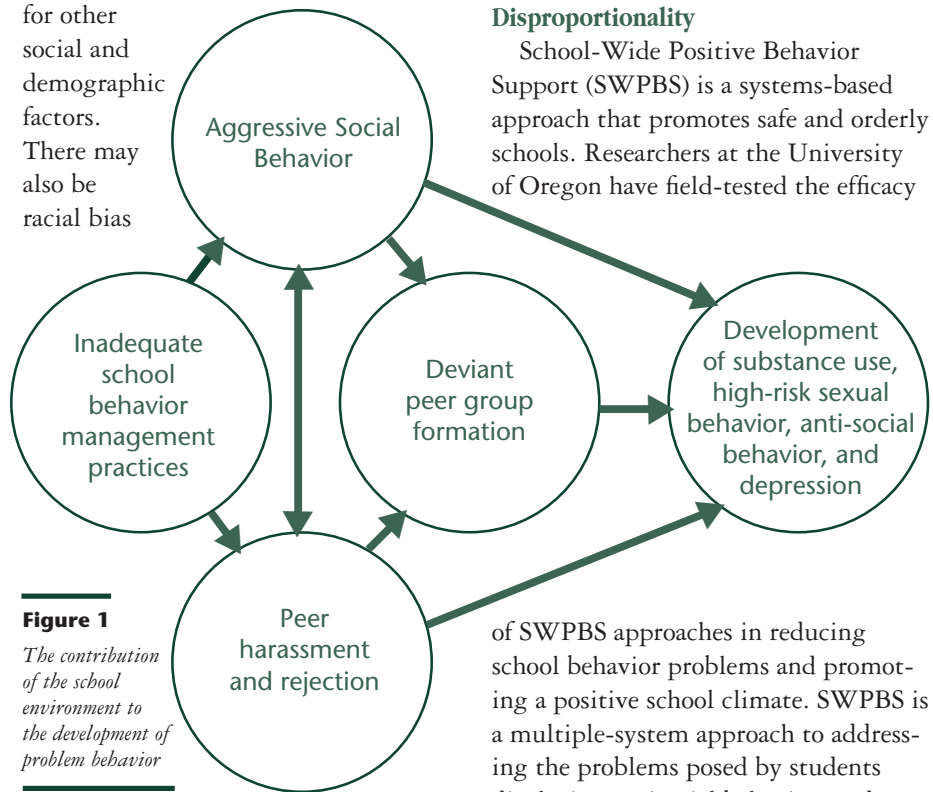 for other
social and
demographic
factors.
There may
also be
racial bias
Aggressive Social
Behavior
Inadequate
school
behavior
management
practices
Deviant
peer group
formation
Development
of substance use,
high-risk sexual
behavior, anti-social
behavior, and
depression
Peer
harassment
and rejection
Figure 1
The contribution
of the school
environment to
the development of
problem behavior
Disproportionality
School-Wide Positive Behavior
Support (SWPBS) is a systems-based
approach that promotes safe and orderly
schools. Researchers at the University
of Oregon have field-tested the efficacy
of SWPBS approaches in reducing
school behavior problems and promot-
ing a positive school climate. SWPBS is
a multiple-system approach to address-
ing the problems posed by students